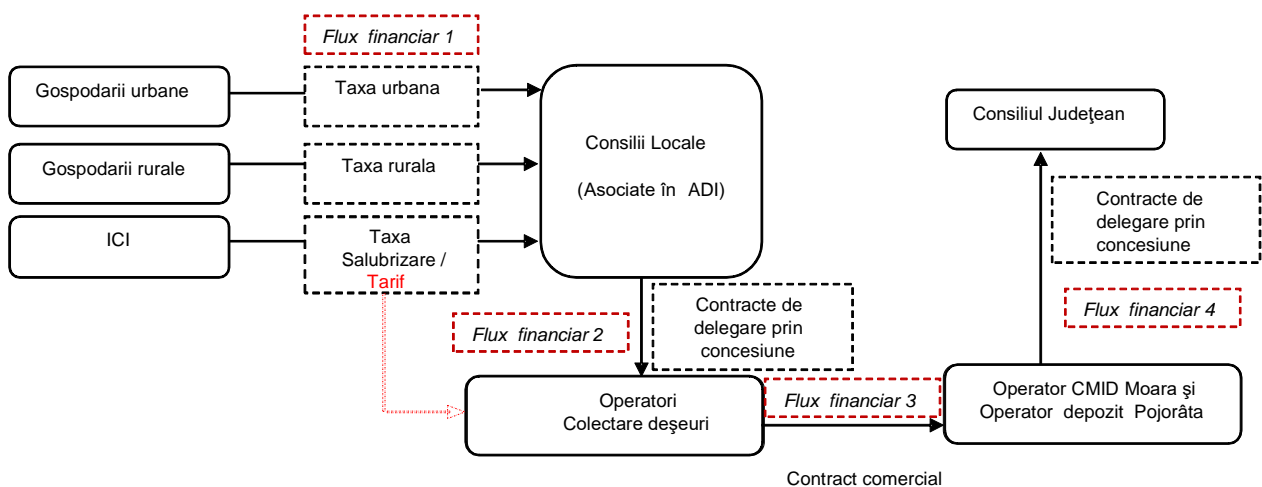 Flux financiar 1
Gospodarii urbane
Taxa urbana
Gospodarii rurale
Taxa rurala
ICI
Taxa
Salubrizare /
Tarif
Consilii Locale
(Asociate în ADI)
Consiliul Judeţean
Contracte de
delegare prin
concesiune
Flux financiar 4
Flux financiar 2
Contracte de
delegare prin
concesiune
Operatori
Colectare deşeuri
Flux financiar 3
Operator CMID Moara şi
Operator depozit Pojorâta
Contract comercial